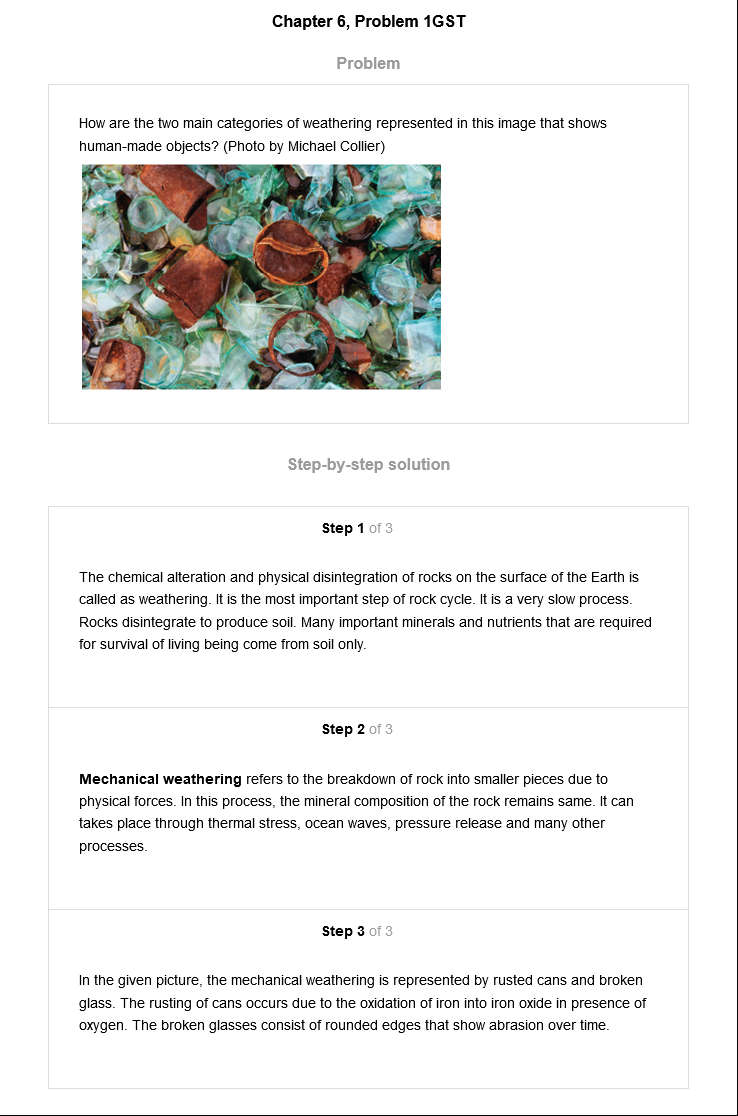 Chapter 6, Problem 1GST
Problem
How are the two main categories of weathering represented in this image that shows
human-made objects? (Photo by Michael Collier)
Step-by-step solution
Step 1 of 3
The chemical alteration and physical disintegration of rocks on the surface of the Earth is
called as weathering. It is the most important step of rock cycle. It is a very slow process.
Rocks disintegrate to produce soil. Many important minerals and nutrients that are required
for survival of living being come from soil only.
Step 2 of 3
Mechanical weathering refers to the breakdown of rock into smaller pieces due to
physical forces. In this process, the mineral composition of the rock remains same. It can
takes place through thermal stress, ocean waves, pressure release and many other
processes.
Step 3 of 3
In the given picture, the mechanical weathering is represented by rusted cans and broken
glass. The rusting of cans occurs due to the oxidation of iron into iron oxide in presence of
oxygen. The broken glasses consist of rounded edges that show abrasion over time.